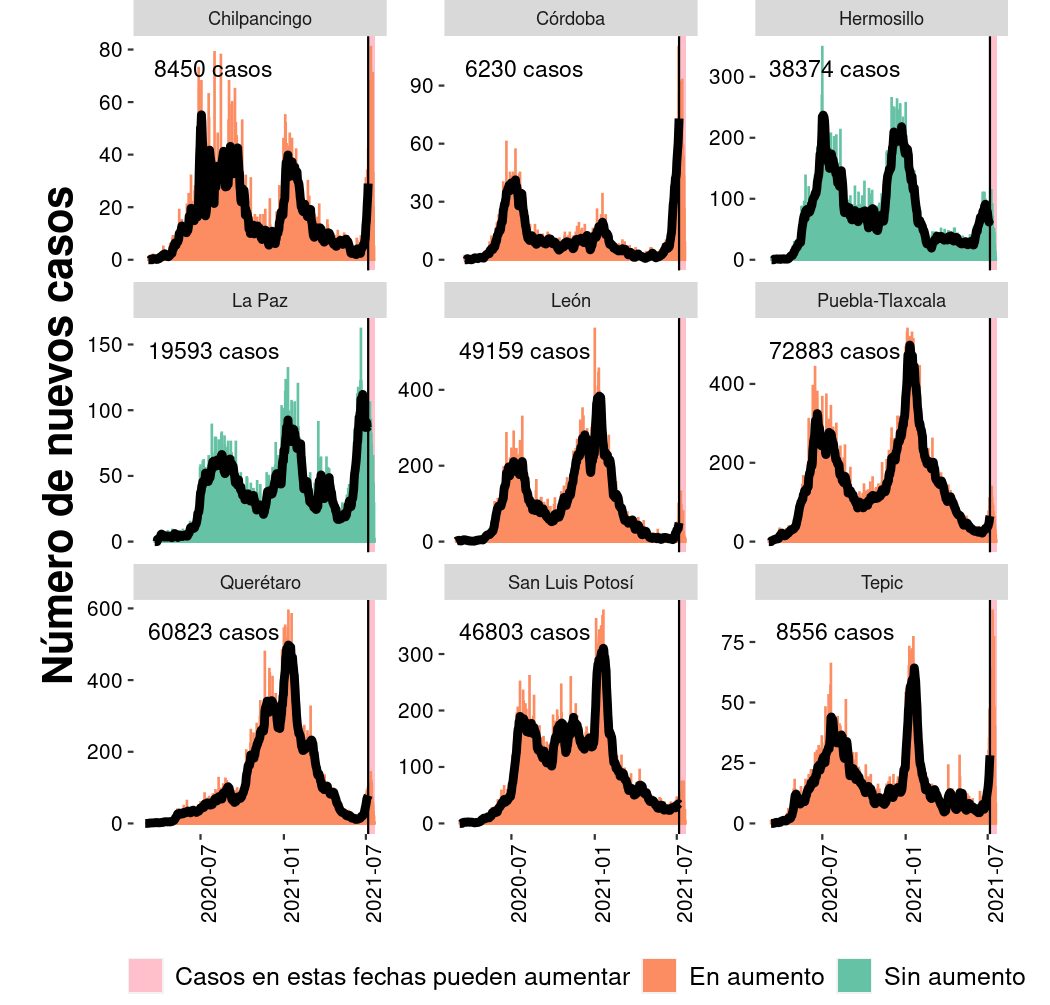 Número de nuevos casos
Chilpancingo
8450 casos
80
60
40
20
0
Córdoba
6230 casos
90
60
30
0
Hermosillo
38374 casos
300
200
100
0
La Paz
19593 casos
150
100
50
0
León
49159 casos
400
200
0
Puebla-Tlaxcala
72883 casos
400
200
0
Querétaro
60823 casos
600
400
200
0
San Luis Potosí
46803 casos
300
200
100
0
Tepic
8556 casos
75
50
25
0
2020-07
2021-01
2021-07
2020-07
2021-01
2021-07
2020-07
2021-01
2021-07
Casos en estas fechas pueden aumentar
En aumento
Sin aumento